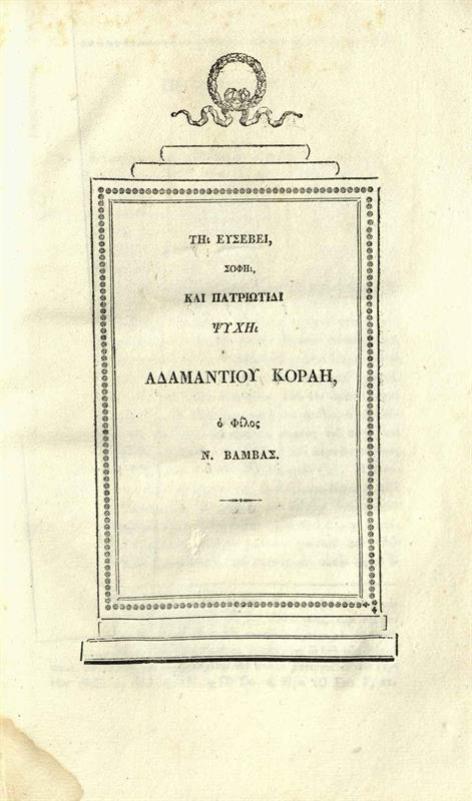 ΤΗι ΕΥΣΕΒΕΙ,
ΣΟΦΗι,
ΚΑΙ ΠΑΤΡΙΩΤΙΔΙ
ΨΥΧΗι
ΑΔΑΜΑΝΤΙΟΥ ΚΟΡΑΗ,
ὁ Φίλος
Ν. ΒΑΜΒΑΣ.